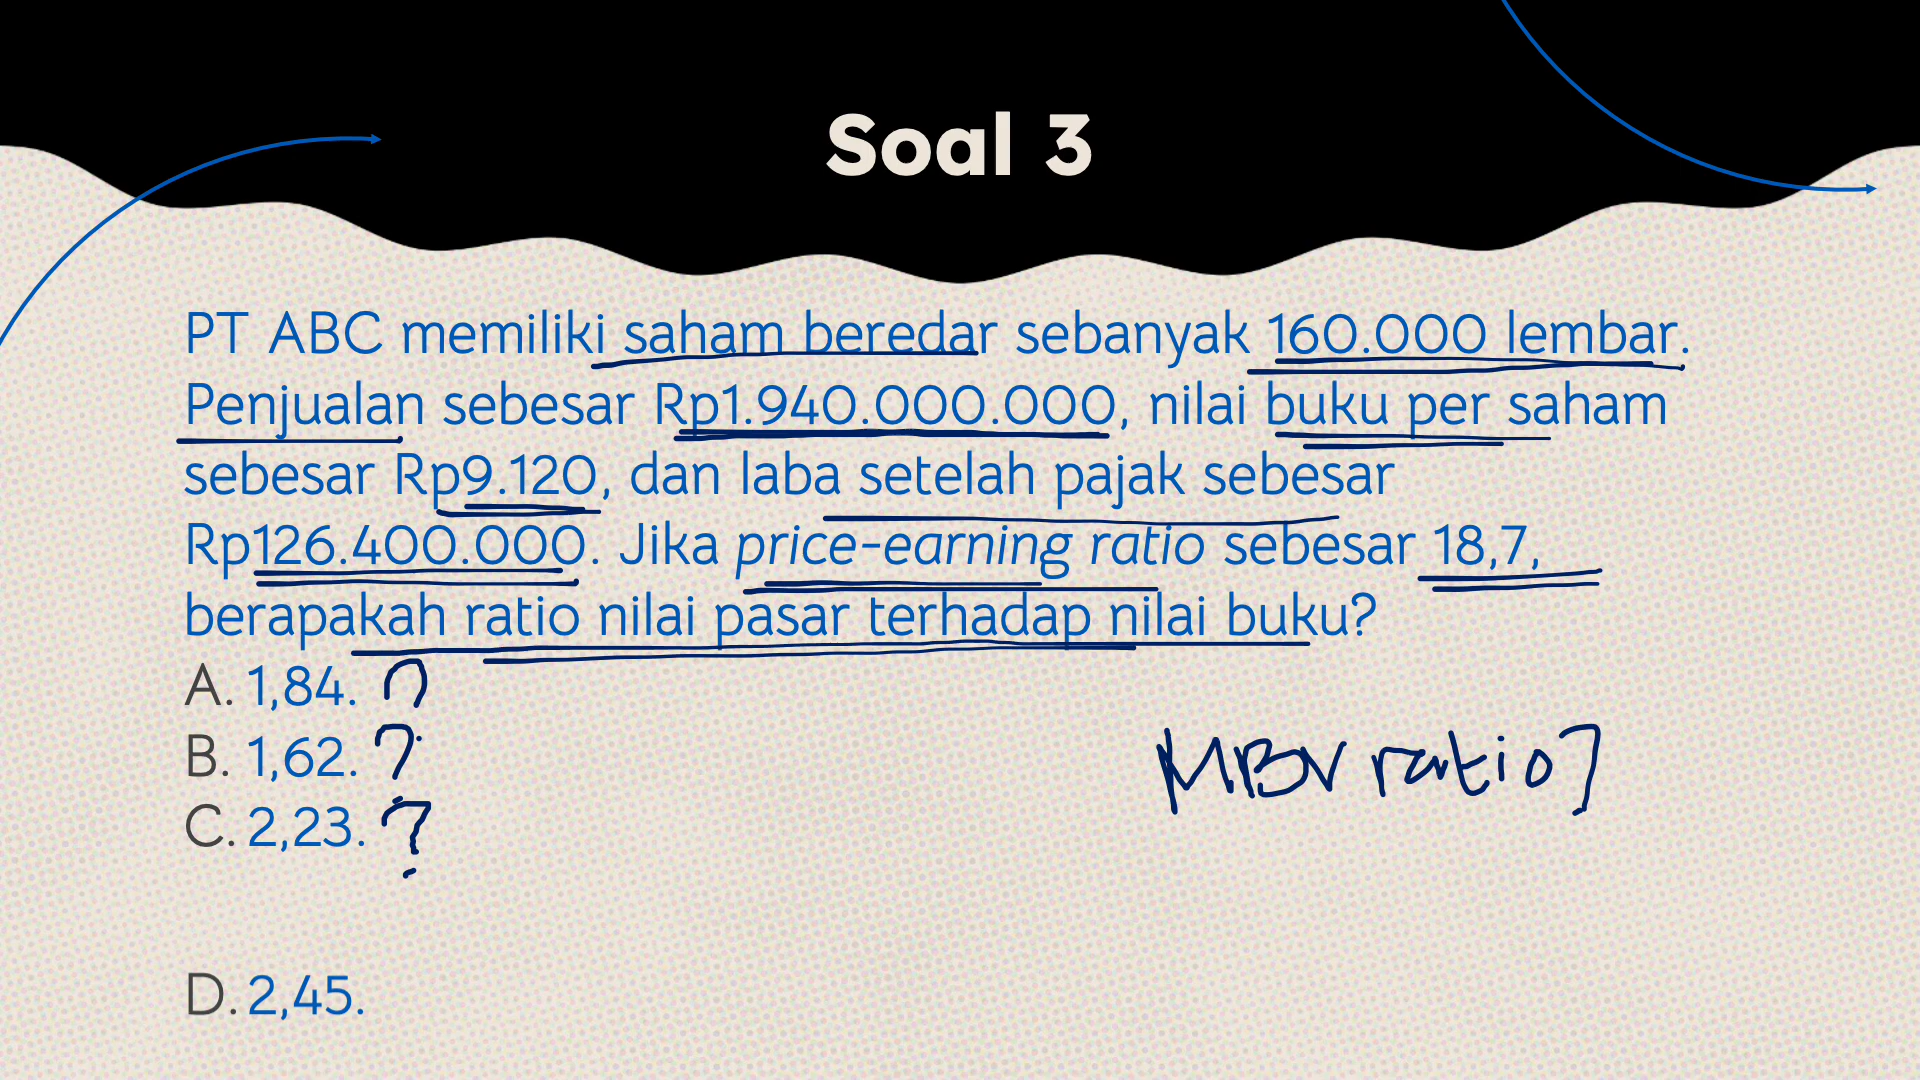 Soal 3
PT ABC memiliki saham beredar sebanyak 160.000 lembar.
Penjualan sebesar Rp1.940.000.000, nilai buku per saham
sebesar Rp9.120, dan laba setelah pajak sebesar
Rp126.400.000. Jika price-earning ratio sebesar 18,7,
berapakah ratio nilai pasar terhadap nilai buku?
A. 1,84. ?
B. 1,62. ?
C. 2,23. ?
MBV ratio?
D. 2,45.